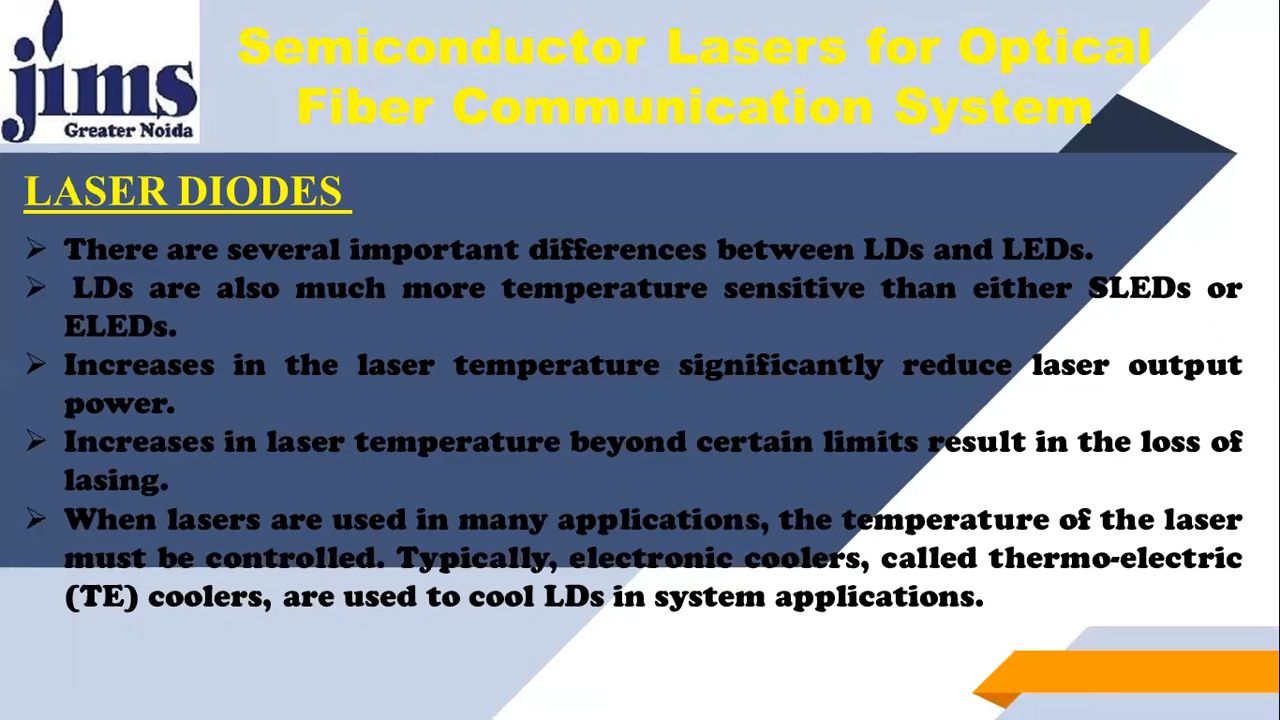 jims
Greater Noida
Semiconductor Lasers for Optical
Fiber Communication System
LASER DIODES
➢ There are several important differences between LDs and LEDs.
➢ LDs are also much more temperature sensitive than either SLEDs or
ELEDs.
➢ Increases in the laser temperature significantly reduce laser output
power.
➢ Increases in laser temperature beyond certain limits result in the loss of
lasing.
➢ When lasers are used in many applications, the temperature of the laser
must be controlled. Typically, electronic coolers, called thermo-electric
(TE) coolers, are used to cool LDs in system applications.